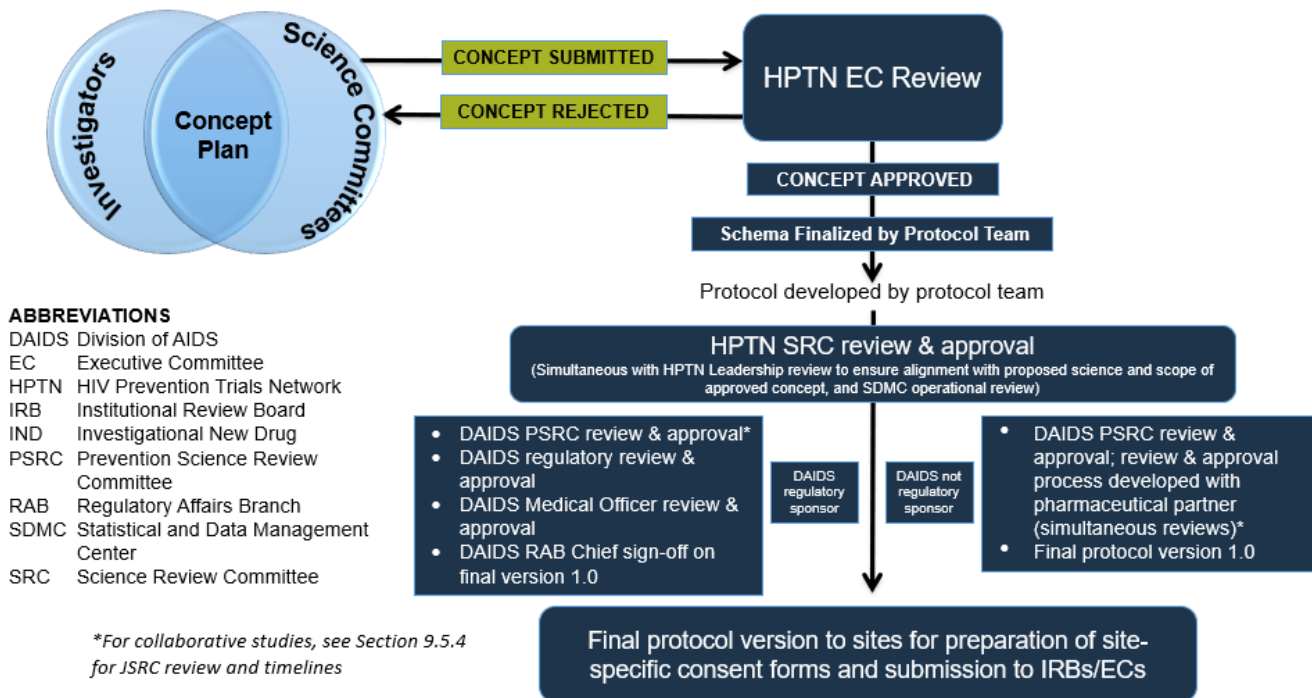 Investigators
Concept
Plan
Science Committees
CONCEPT SUBMITTED
CONCEPT REJECTED
HPTN EC Review
CONCEPT APPROVED
Schema Finalized by Protocol Team
Protocol developed by protocol team
HPTN SRC review & approval
(Simultaneous with HPTN Leadership review to ensure alignment with proposed science and scope of
approved concept, and SDMC operational review)
• DAIDS PSRC review & approval*
• DAIDS regulatory review &
approval
• DAIDS Medical Officer review &
approval
• DAIDS RAB Chief sign-off on
final version 1.0
DAIDS
regulatory
sponsor
DAIDS not
regulatory
sponsor
• DAIDS PSRC review &
approval; review & approval
process developed with
pharmaceutical partner
(simultaneous reviews)*
• Final protocol version 1.0
Final protocol version to sites for preparation of site-
specific consent forms and submission to IRBs/ECs
ABBREVIATIONS
DAIDS Division of AIDS
EC Executive Committee
HPTN HIV Prevention Trials Network
IRB Institutional Review Board
IND Investigational New Drug
PSRC Prevention Science Review
Committee
RAB Regulatory Affairs Branch
SDMC Statistical and Data Management
Center
SRC Science Review Committee
*For collaborative studies, see Section 9.5.4
for JSRC review and timelines